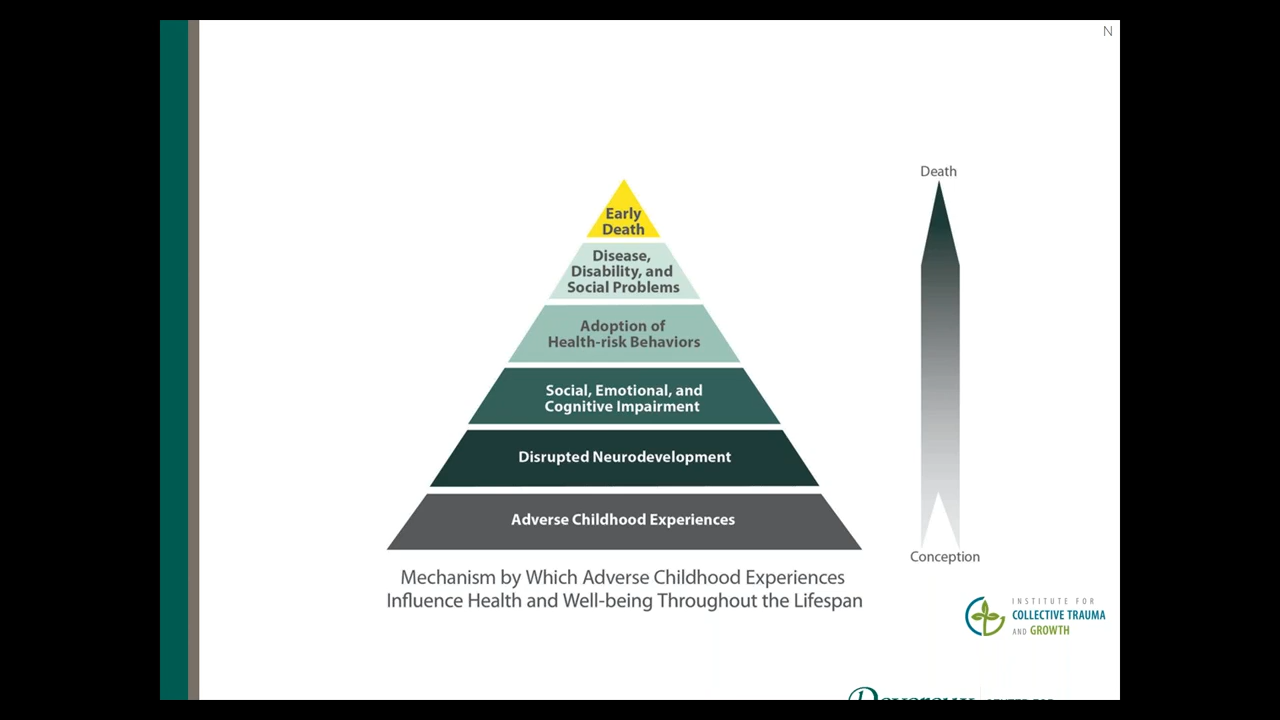 N
Death
Early
Death
Disease,
Disability, and
Social Problems
Adoption of
Health-risk Behaviors
Social, Emotional, and
Cognitive Impairment
Disrupted Neurodevelopment
Adverse Childhood Experiences
Conception
Mechanism by Which Adverse Childhood Experiences
Influence Health and Well-being Throughout the Lifespan
INSTITUTE FOR
COLLECTIVE TRAUMA
AND GROWTH